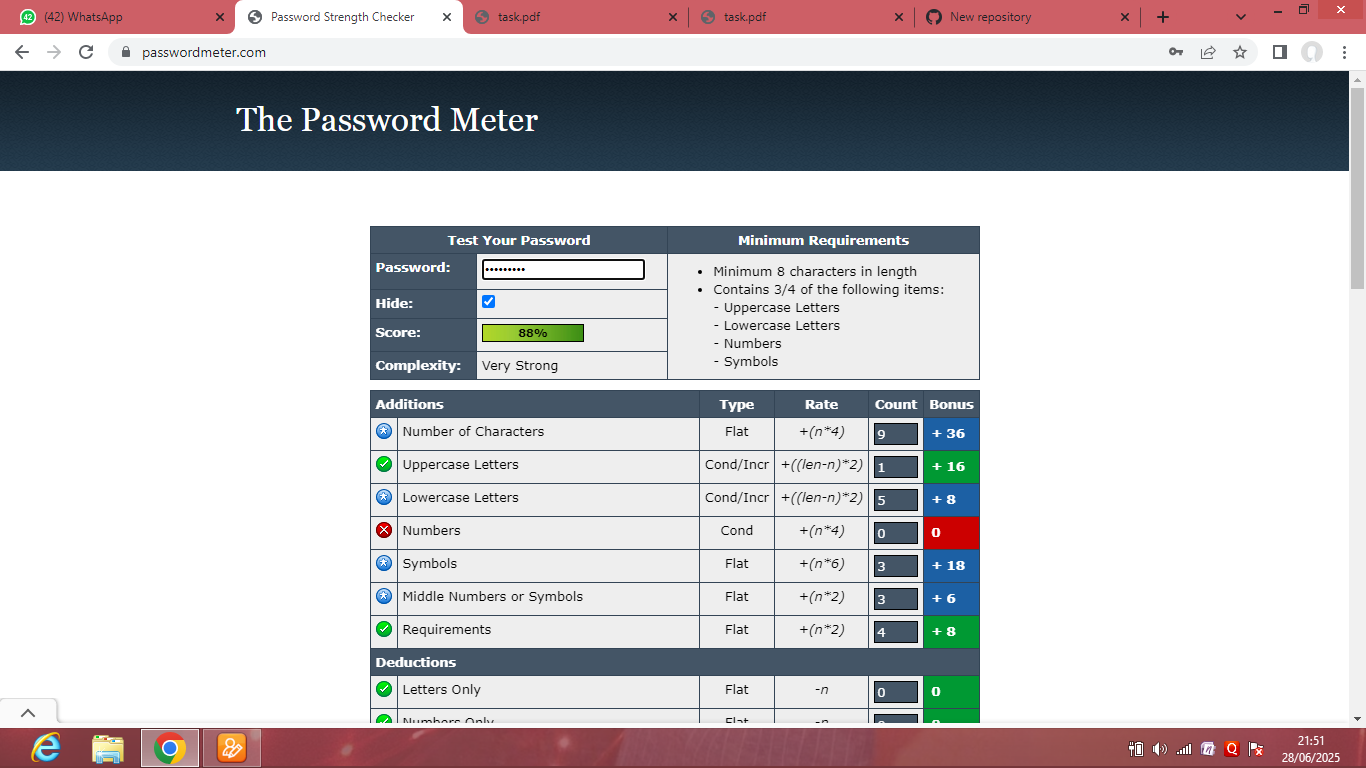 42
(42) WhatsApp
Password Strength Checker
task.pdf
task.pdf
New repository
passwordmeter.com
The Password Meter
Test Your Password
Minimum Requirements
Password:
•••••••••
Minimum 8 characters in length
Contains 3/4 of the following items:
- Uppercase Letters
- Lowercase Letters
- Numbers
- Symbols
Hide:
Score:
88%
Complexity:
Very Strong
Additions Type Rate Count Bonus
Number of Characters Flat +(n*4) 9 + 36
Uppercase Letters Cond/Incr +((len-n)*2) 1 + 16
Lowercase Letters Cond/Incr +((len-n)*2) 5 + 8
Numbers Cond +(n*4) 0 0
Symbols Flat +(n*6) 3 + 18
Middle Numbers or Symbols Flat +(n*2) 3 + 6
Requirements Flat +(n*2) 4 + 8
Deductions
Letters Only Flat -n 0 0
Numbers Only Flat -n
21:51
28/06/2025